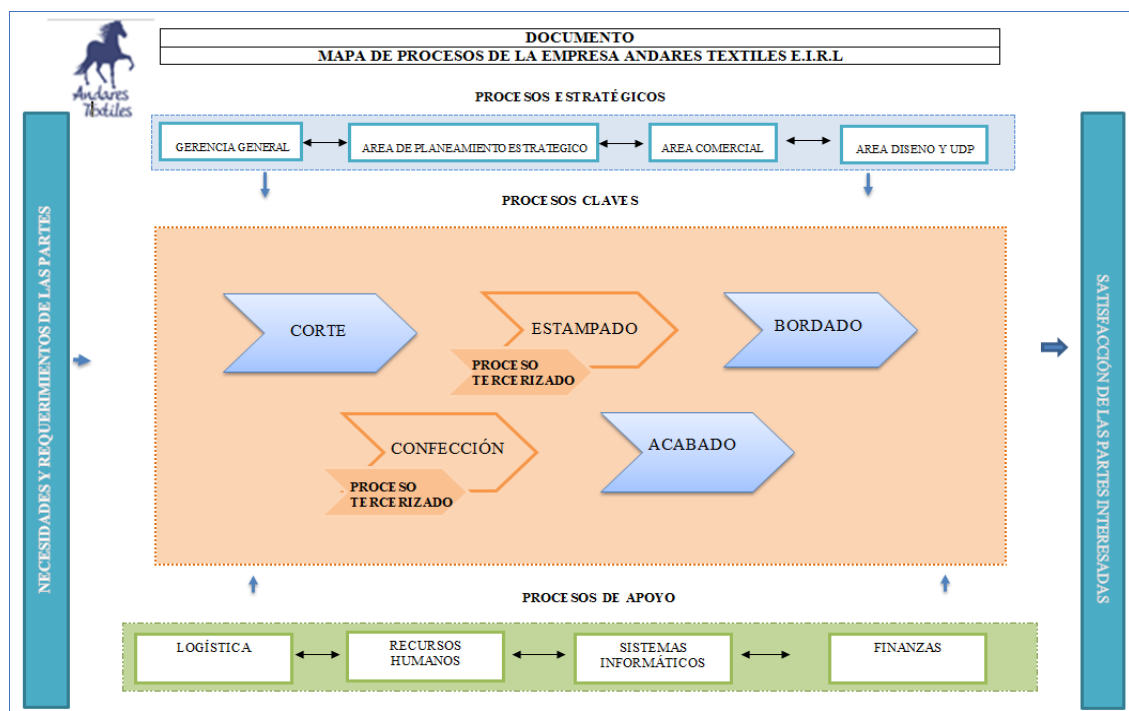 Andares
Textiles
DOCUMENTO
MAPA DE PROCESOS DE LA EMPRESA ANDARES TEXTILES E.I.R.L
PROCESOS ESTRATÉGICOS
GERENCIA GENERAL
AREA DE PLANEAMIENTO ESTRATEGICO
AREA COMERCIAL
AREA DISENO Y UDP
NECESIDADES Y REQUERIMIENTOS DE LAS PARTES
PROCESOS CLAVES
CORTE
ESTAMPADO
PROCESO
TERCERIZADO
BORDADO
CONFECCIÓN
PROCESO
TERCERIZADO
ACABADO
SATISFACCIÓN DE LAS PARTES INTERESADAS
PROCESOS DE APOYO
LOGÍSTICA
RECURSOS
HUMANOS
SISTEMAS
INFORMÁTICOS
FINANZAS